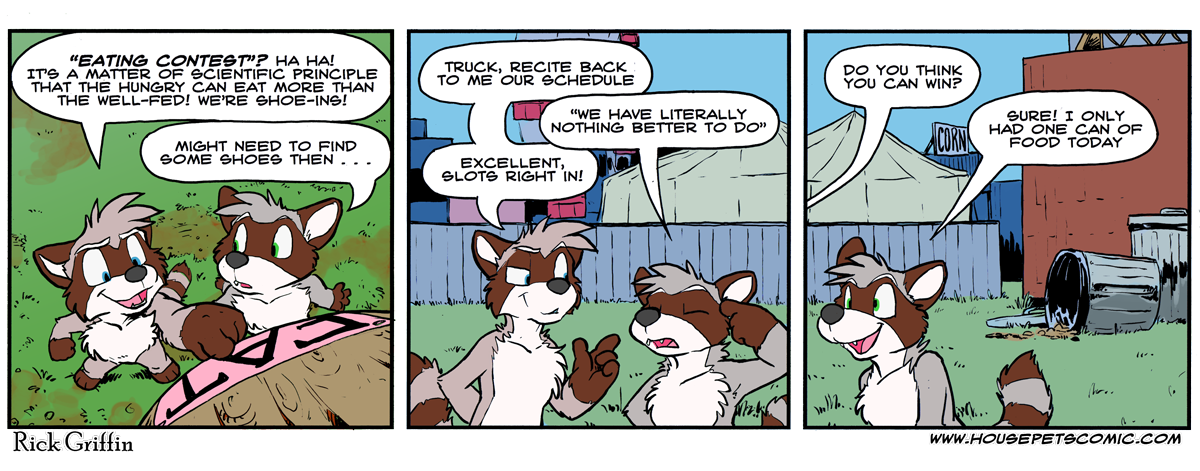 "EATING CONTEST"? HA HA!
IT'S A MATTER OF SCIENTIFIC PRINCIPLE
THAT THE HUNGRY CAN EAT MORE THAN
THE WELL-FED! WE'RE SHOE-INS!
MIGHT NEED TO FIND
SOME SHOES THEN . . .
EAT
TRUCK, RECITE BACK
TO ME OUR SCHEDULE
"WE HAVE LITERALLY
NOTHING BETTER TO DO"
EXCELLENT,
SLOTS RIGHT IN!
DO YOU THINK
YOU CAN WIN?
SURE! I ONLY
HAD ONE CAN OF
FOOD TODAY
CORN
Rick Griffin
WWW.HOUSEPETSCOMIC.COM